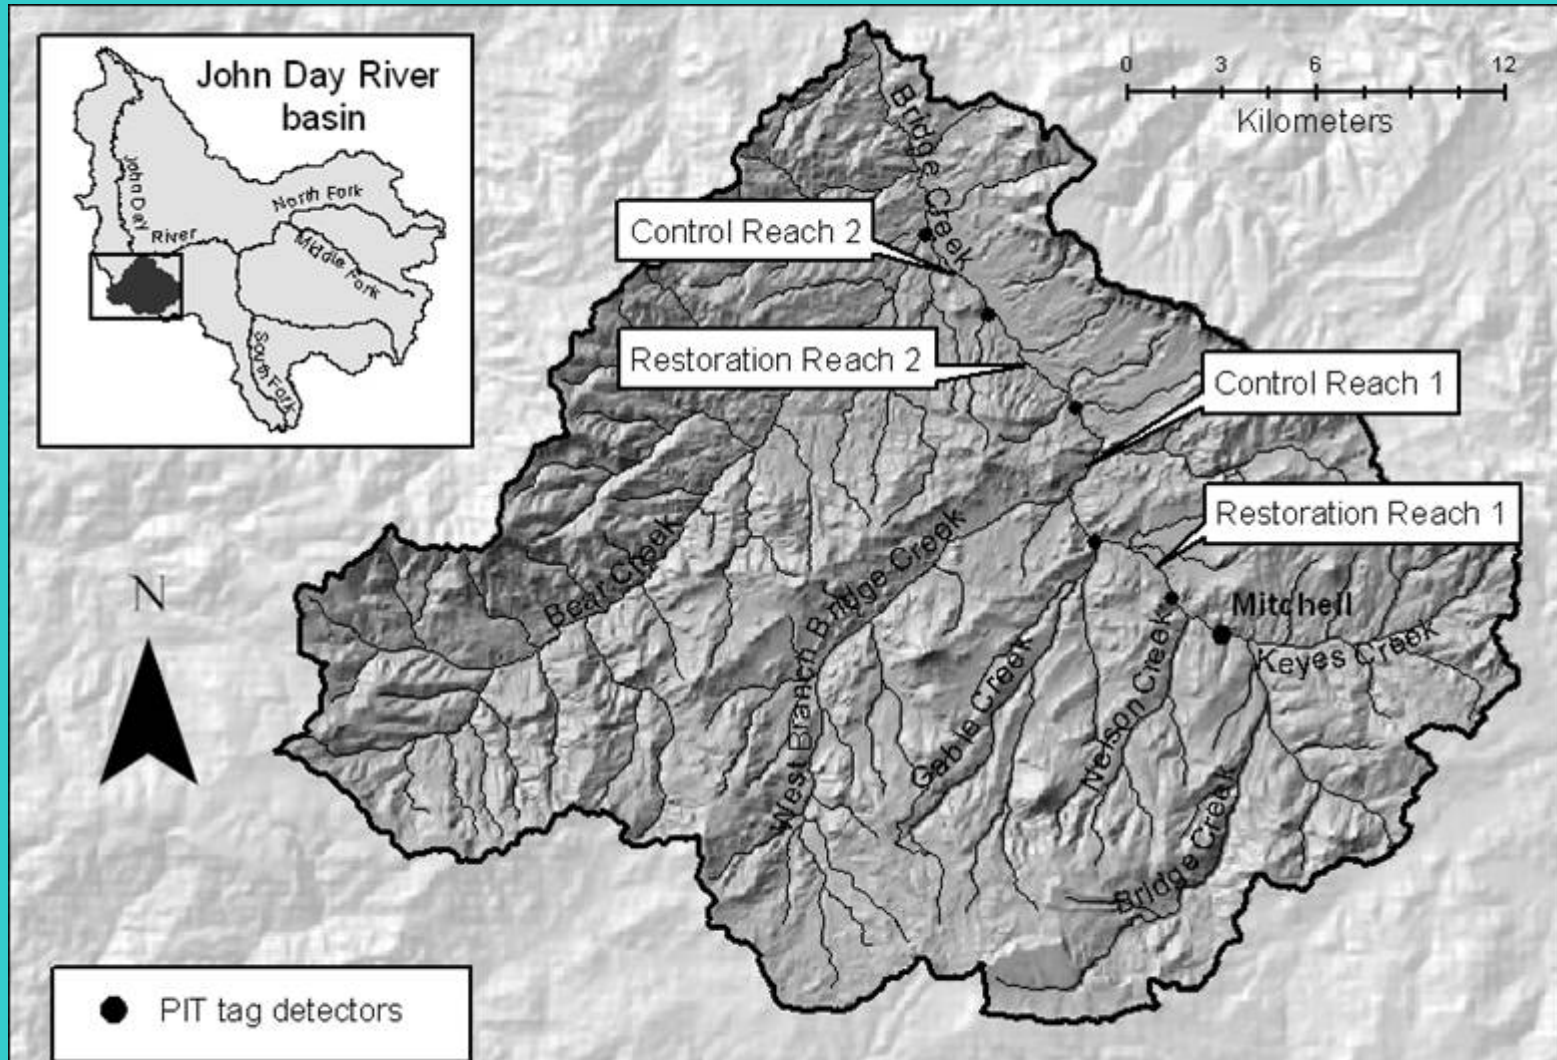 John Day River
basin
John Day
River
North Fork
Middle Fork
South Fork
0 3 6 12
Kilometers
Bridge Creek
Control Reach 2
Restoration Reach 2
Control Reach 1
Restoration Reach 1
Mitchell
Keyes Creek
Bear Creek
West Branch Bridge Creek
Gable Creek
Nelson Creek
Bridge Creek
N
PIT tag detectors